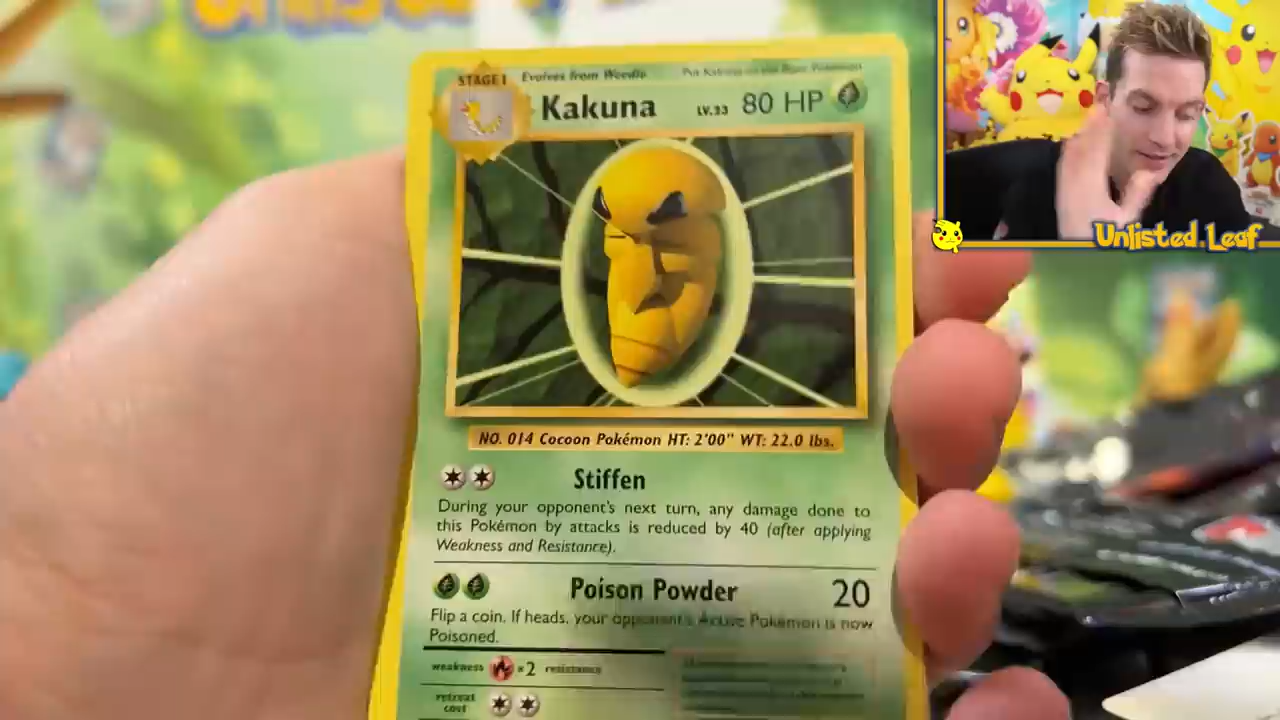 STAGE 1 Evolves from Weedle
Kakuna LV.33 80 HP
NO. 014 Cocoon Pokémon HT: 2'00" WT: 22.0 lbs.
Stiffen
During your opponent's next turn, any damage done to
this Pokémon by attacks is reduced by 40 (after applying
Weakness and Resistance).
Poison Powder 20
Flip a coin. If heads, your opponent's Active Pokémon is now
Poisoned.
weakness ×2 resistance
retreat
cost
Unlisted Leaf